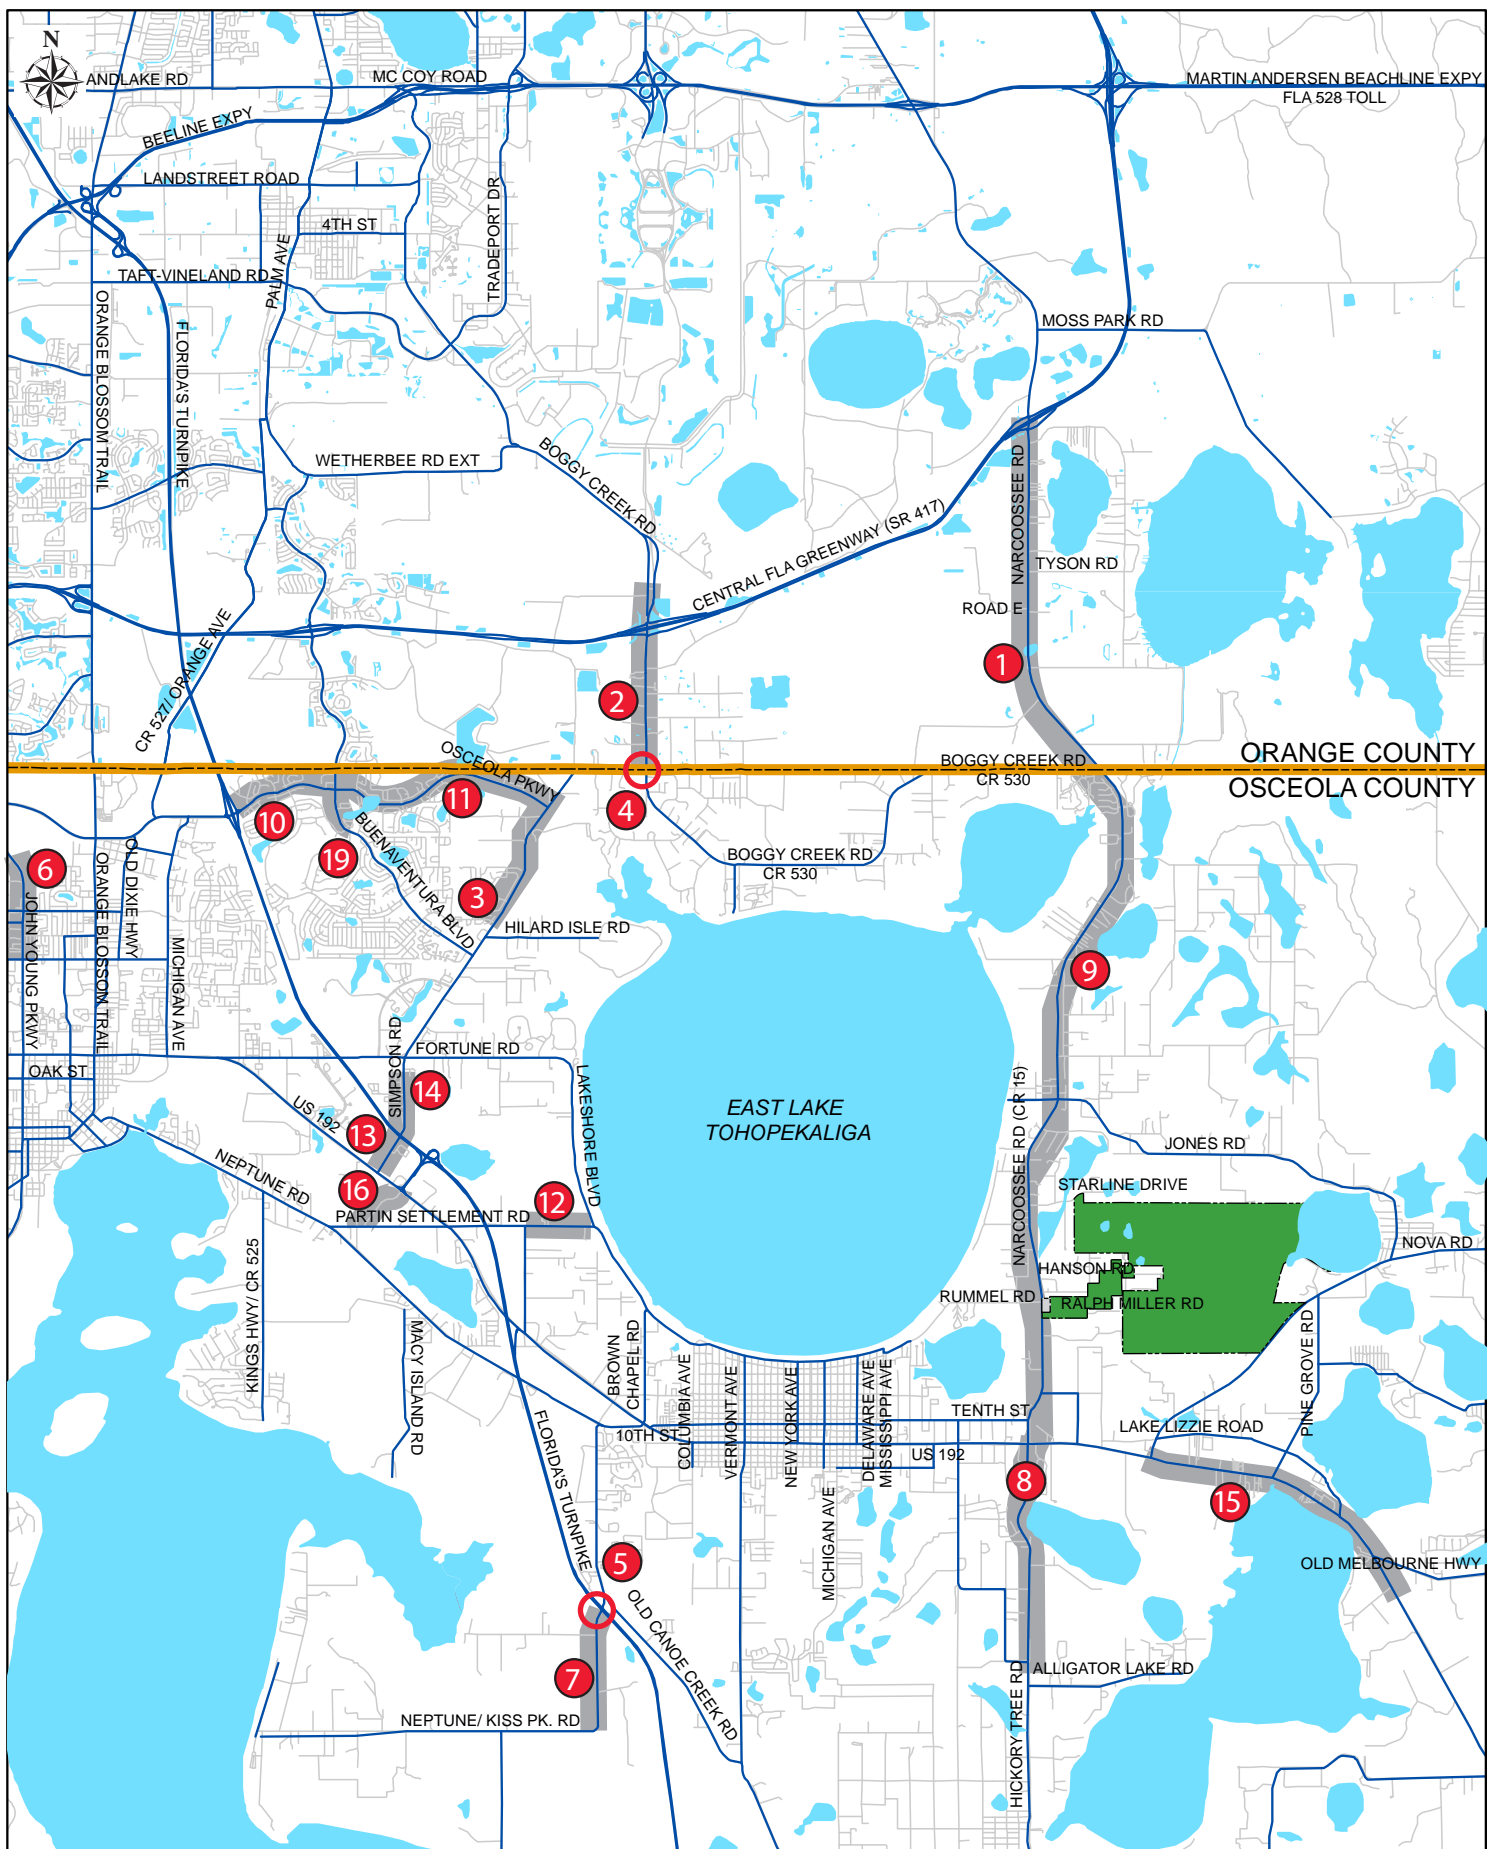 N
ANDLAKE RD
MC COY ROAD
MARTIN ANDERSEN BEACHLINE EXPY
FLA 528 TOLL
BEELINE EXPY
LANDSTREET ROAD
4TH ST
TRADEPORT DR
PALM AVE
TAFT-VINELAND RD
ORANGE BLOSSOM TRAIL
FLORIDA'S TURNPIKE
MOSS PARK RD
WETHERBEE RD EXT
BOGGY CREEK RD
NARCOOSSEE RD
CENTRAL FLA GREENWAY (SR 417)
TYSON RD
ROAD E
CR 527/ ORANGE AVE
1
2
OSCEOLA PKWY
BOGGY CREEK RD
CR 530
ORANGE COUNTY
OSCEOLA COUNTY
10
11
4
19
BUENAVENTURA BLVD
BOGGY CREEK RD
CR 530
6
JOHN YOUNG PKWY
ORANGE BLOSSOM TRAIL
OLD DIXIE HWY
MICHIGAN AVE
3
HILARD ISLE RD
9
SIMPSON RD
FORTUNE RD
OAK ST
14
LAKESHORE BLVD
US 192
13
EAST LAKE
TOHOPEKALIGA
NARCOOSSEE RD (CR 15)
JONES RD
NEPTUNE RD
16
12
STARLINE DRIVE
PARTIN SETTLEMENT RD
NOVA RD
KINGS HWY/ CR 525
HANSON RD
RUMMEL RD
RALPH MILLER RD
MACY ISLAND RD
BROWN
CHAPEL RD
PINE GROVE RD
COLUMBIA AVE
VERMONT AVE
NEW YORK AVE
DELAWARE AVE
MISSISSIPPI AVE
TENTH ST
LAKE LIZZIE ROAD
10TH ST
US 192
FLORIDA'S TURNPIKE
8
15
MICHIGAN AVE
5
OLD MELBOURNE HWY
OLD CANOE CREEK RD
7
ALLIGATOR LAKE RD
NEPTUNE/ KISS PK. RD
HICKORY TREE RD